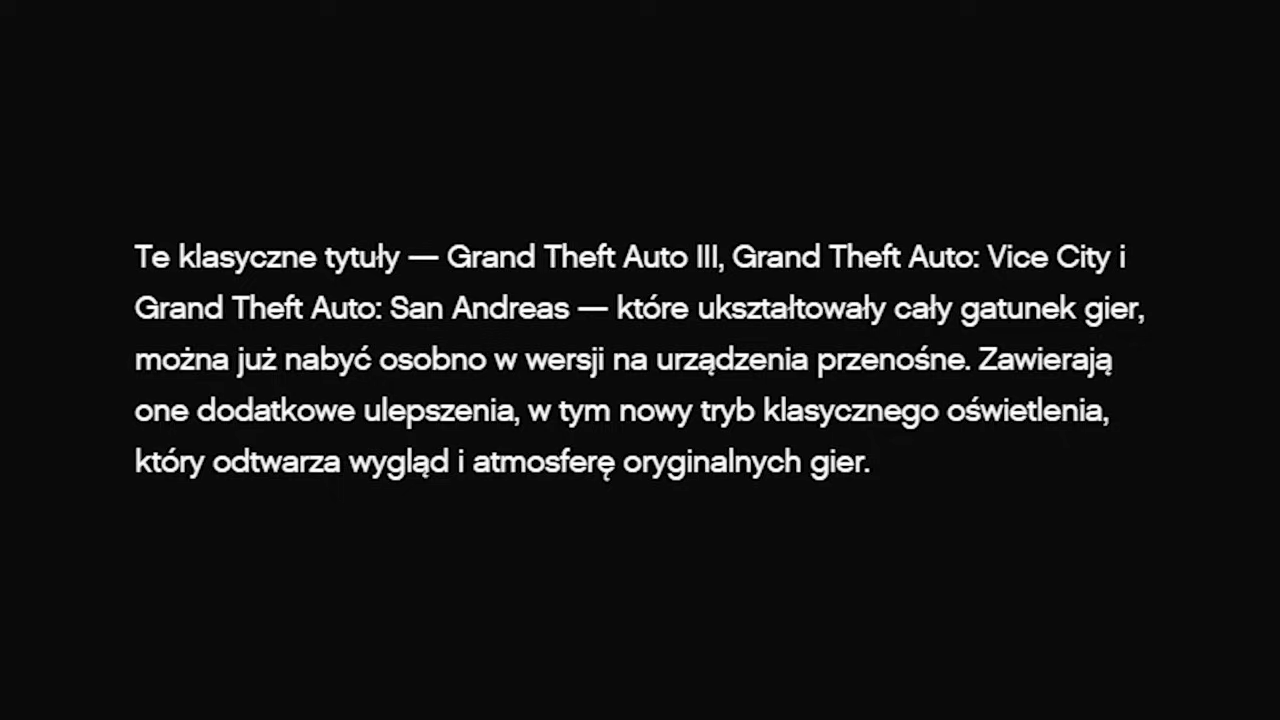 Te klasyczne tytuły — Grand Theft Auto III, Grand Theft Auto: Vice City i
Grand Theft Auto: San Andreas — które ukształtowały cały gatunek gier,
można już nabyć osobno w wersji na urządzenia przenośne. Zawierają
one dodatkowe ulepszenia, w tym nowy tryb klasycznego oświetlenia,
który odtwarza wygląd i atmosferę oryginalnych gier.